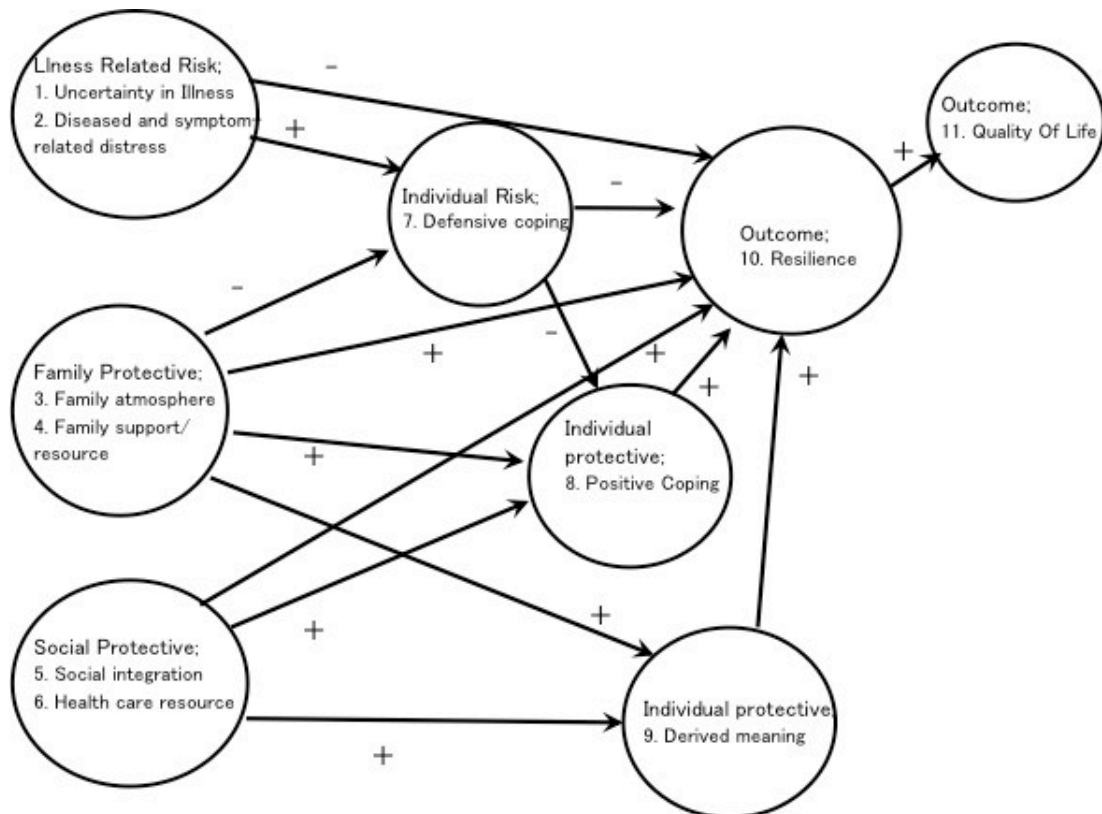 LIness Related Risk;
1. Uncertainty in Illness
2. Diseased and symptom-
related distress
-
+
Individual Risk;
7. Defensive coping
-
Outcome;
10. Resilience
+
Outcome;
11. Quality Of Life
-
Family Protective;
3. Family atmosphere
4. Family support/
resource
+
-
+
+
+
Individual
protective;
8. Positive Coping
+
+
Social Protective;
5. Social integration
6. Health care resource
+
+
Individual protective;
9. Derived meaning
+